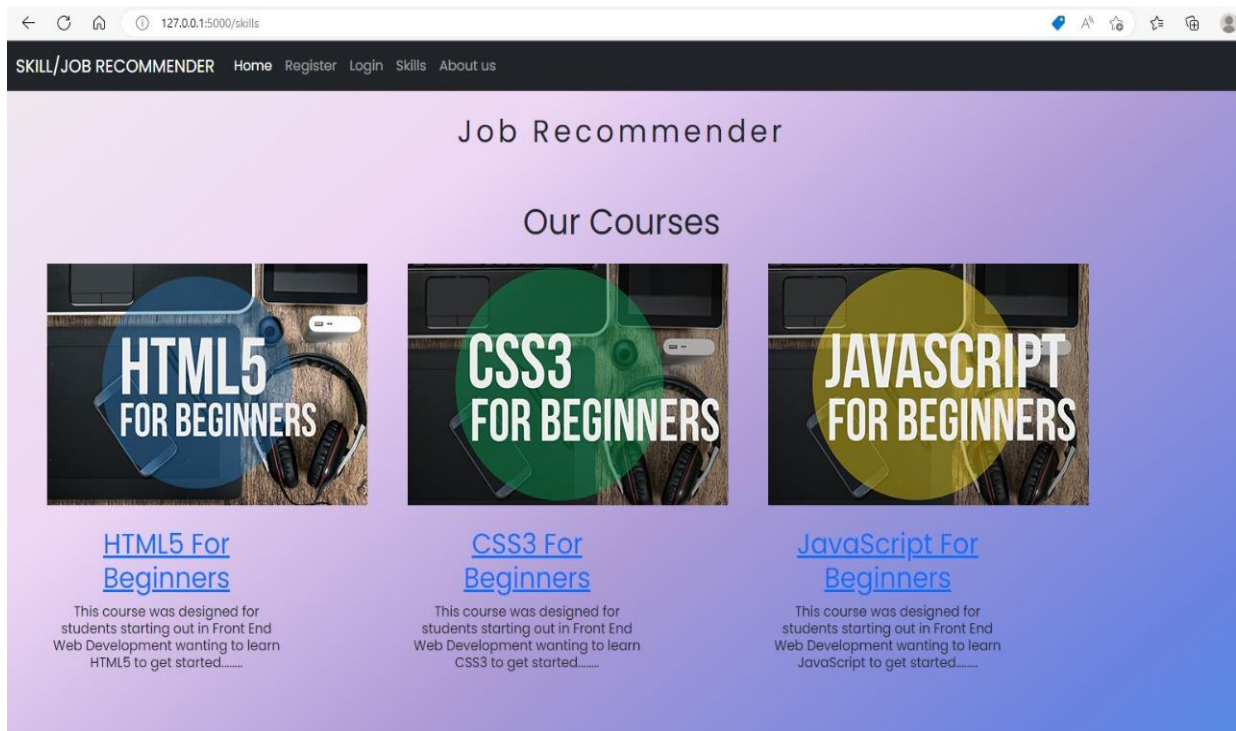 127.0.0.1:5000/skills
SKILL/JOB RECOMMENDER Home Register Login Skills About us
Job Recommender
Our Courses
HTML5
FOR BEGINNERS
CSS3
FOR BEGINNERS
JAVASCRIPT
FOR BEGINNERS
HTML5 For
Beginners
This course was designed for
students starting out in Front End
Web Development wanting to learn
HTML5 to get started........
CSS3 For
Beginners
This course was designed for
students starting out in Front End
Web Development wanting to learn
CSS3 to get started........
JavaScript For
Beginners
This course was designed for
students starting out in Front End
Web Development wanting to learn
JavaScript to get started........